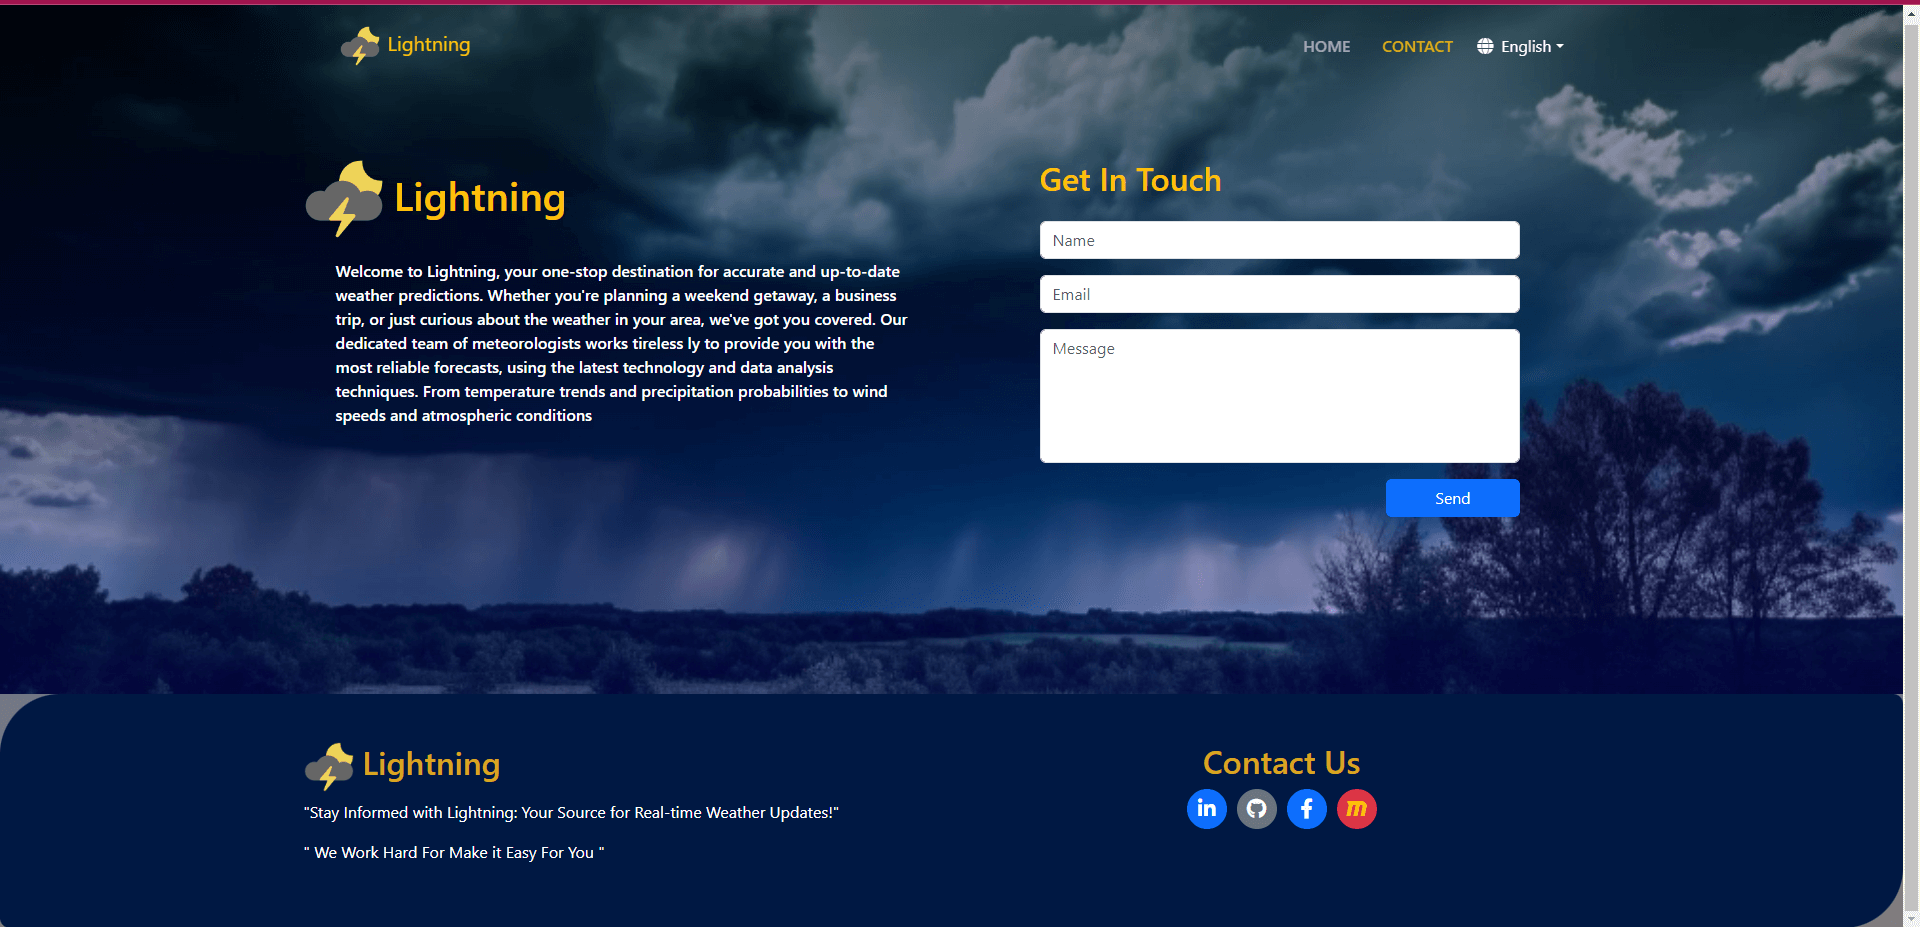 Lightning
HOME
CONTACT
English
Lightning
Welcome to Lightning, your one-stop destination for accurate and up-to-date
weather predictions. Whether you're planning a weekend getaway, a business
trip, or just curious about the weather in your area, we've got you covered. Our
dedicated team of meteorologists works tireless ly to provide you with the
most reliable forecasts, using the latest technology and data analysis
techniques. From temperature trends and precipitation probabilities to wind
speeds and atmospheric conditions
Get In Touch
Name
Email
Message
Send
Lightning
"Stay Informed with Lightning: Your Source for Real-time Weather Updates!"
" We Work Hard For Make it Easy For You "
Contact Us
in
f
m